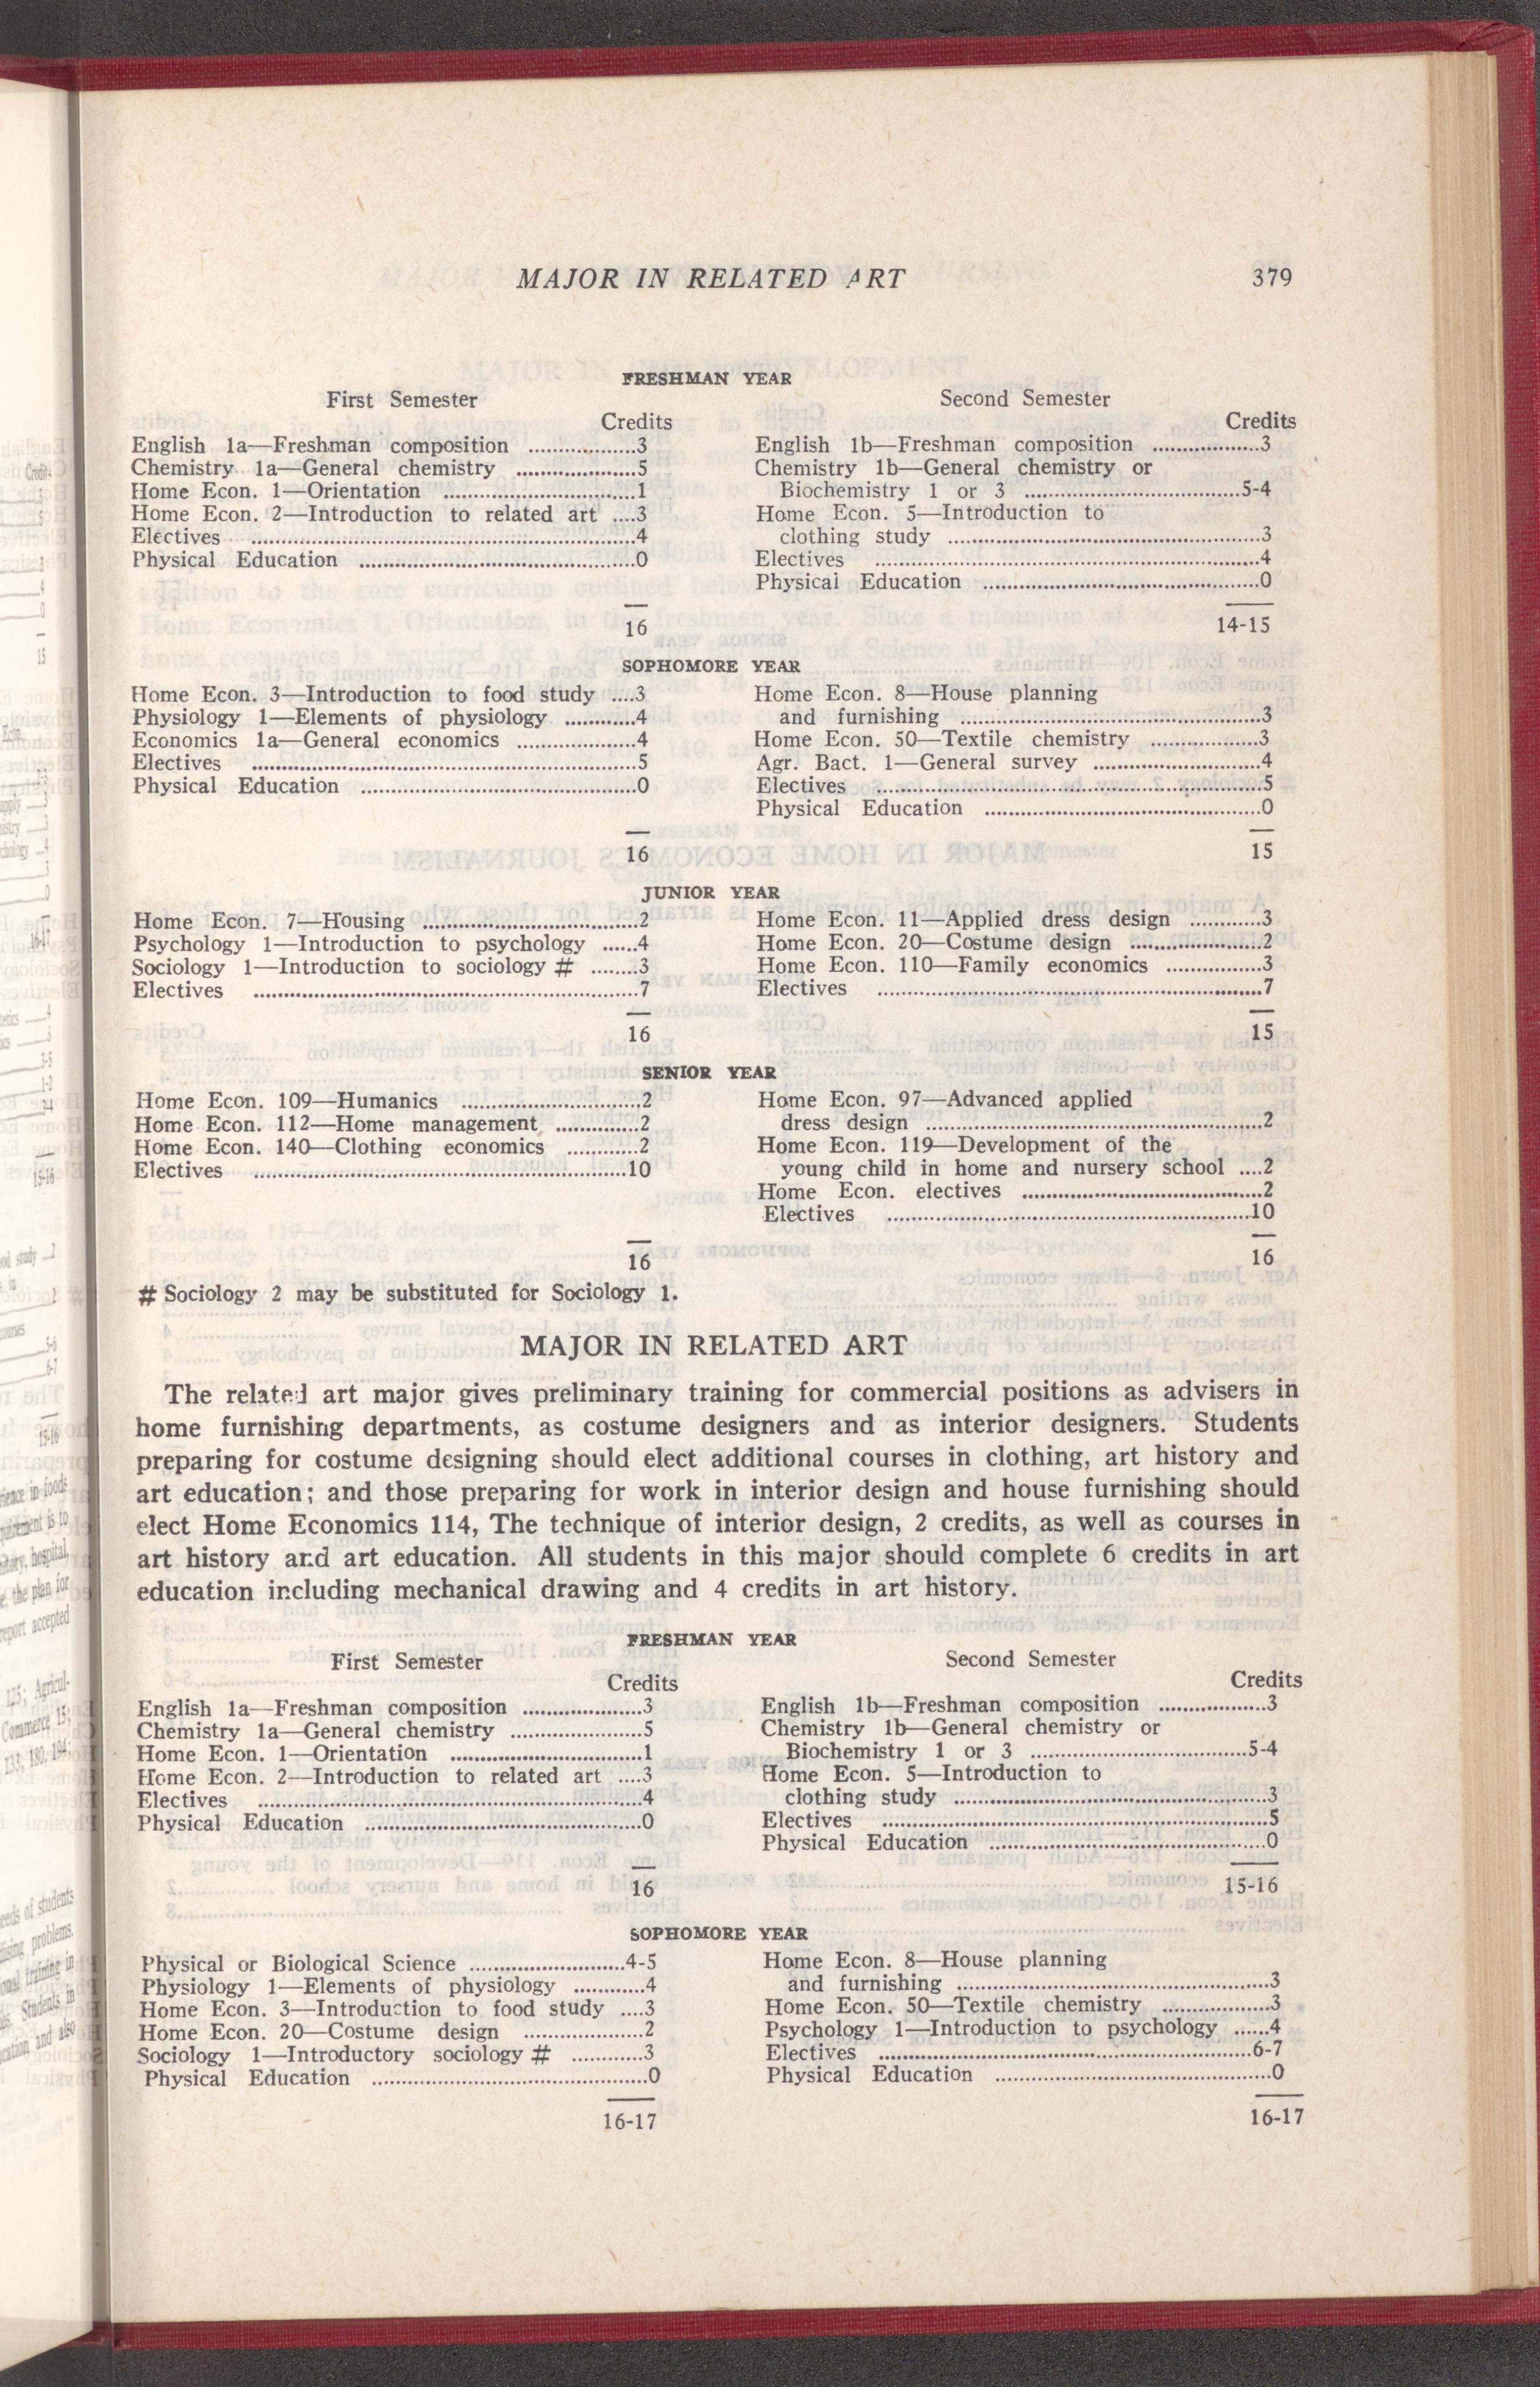 MAJOR IN RELATED ART 379
FRESHMAN YEAR
First Semester
Credits
English 1a—Freshman composition ..................3
Chemistry 1a—General chemistry ....................5
Home Econ. 1—Orientation ................................1
Home Econ. 2—Introduction to related art ....3
Electives ................................................................4
Physical Education ..............................................0
16
Second Semester
Credits
English 1b—Freshman composition ..................3
Chemistry 1b—General chemistry or
Biochemistry 1 or 3 ....................................5-4
Home Econ. 5—Introduction to
clothing study ....................................................3
Electives ................................................................4
Physical Education ..............................................0
14-15
SOPHOMORE YEAR
Home Econ. 3—Introduction to food study ....3
Physiology 1—Elements of physiology ............4
Economics 1a—General economics ....................4
Electives ................................................................5
Physical Education ..............................................0
16
Home Econ. 8—House planning
and furnishing ..................................................3
Home Econ. 50—Textile chemistry ..................3
Agr. Bact. 1—General survey ............................4
Electives ................................................................5
Physical Education ..............................................0
15
JUNIOR YEAR
Home Econ. 7—Housing ....................................2
Psychology 1—Introduction to psychology ......4
Sociology 1—Introduction to sociology # ........3
Electives ................................................................7
16
Home Econ. 11—Applied dress design ............3
Home Econ. 20—Costume design ......................2
Home Econ. 110—Family economics ................3
Electives ................................................................7
15
SENIOR YEAR
Home Econ. 109—Humanics ..............................2
Home Econ. 112—Home management ..............2
Home Econ. 140—Clothing economics ............2
Electives ..............................................................10
16
Home Econ. 97—Advanced applied
dress design ........................................................2
Home Econ. 119—Development of the
young child in home and nursery school ....2
Home Econ. electives ........................................2
Electives ............................................................10
16
# Sociology 2 may be substituted for Sociology 1.
MAJOR IN RELATED ART
The related art major gives preliminary training for commercial positions as advisers in
home furnishing departments, as costume designers and as interior designers. Students
preparing for costume designing should elect additional courses in clothing, art history and
art education; and those preparing for work in interior design and house furnishing should
elect Home Economics 114, The technique of interior design, 2 credits, as well as courses in
art history and art education. All students in this major should complete 6 credits in art
education including mechanical drawing and 4 credits in art history.
FRESHMAN YEAR
First Semester
Credits
English 1a—Freshman composition ....................3
Chemistry 1a—General chemistry ......................5
Home Econ. 1—Orientation ................................1
Home Econ. 2—Introduction to related art ....3
Electives ................................................................4
Physical Education ..............................................0
16
Second Semester
Credits
English 1b—Freshman composition ..................3
Chemistry 1b—General chemistry or
Biochemistry 1 or 3 ....................................5-4
Home Econ. 5—Introduction to
clothing study ....................................................3
Electives ................................................................5
Physical Education ..............................................0
15-16
SOPHOMORE YEAR
Physical or Biological Science ..........................4-5
Physiology 1—Elements of physiology ............4
Home Econ. 3—Introduction to food study ....3
Home Econ. 20—Costume design ....................2
Sociology 1—Introductory sociology # ............3
Physical Education ..............................................0
16-17
Home Econ. 8—House planning
and furnishing ....................................................3
Home Econ. 50—Textile chemistry ..................3
Psychology 1—Introduction to psychology ......4
Electives ..............................................................6-7
Physical Education ..............................................0
16-17